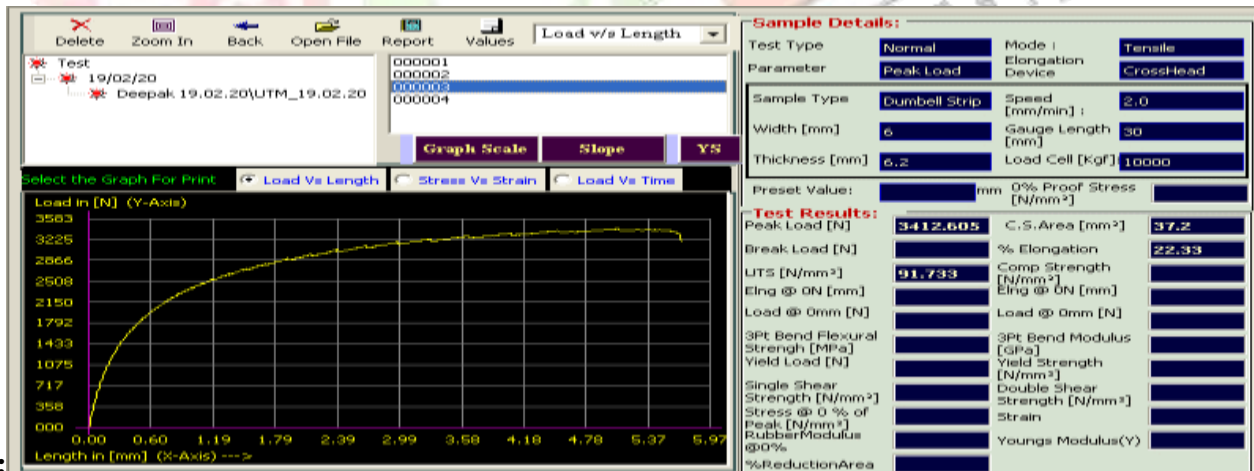 Delete Zoom In Back Open File Report Values Load v/s Length
Test
19/02/20
Deepak 19.02.20\UTM_19.02.20
000001
000002
000003
000004
Graph Scale Slope YS
Select the Graph For Print Load Vs Length Stress Vs Strain Load Vs Time
Load in [N] (Y-Axis)
3583
3225
2866
2508
2150
1792
1433
1075
717
358
000
0.00 0.60 1.19 1.79 2.39 2.99 3.58 4.18 4.78 5.37 5.97
Length in [mm] (X-Axis) --->
Sample Details:
Test Type Normal Mode : Tensile
Parameter Peak Load Elongation Device CrossHead
Sample Type Dumbell Strip Speed [mm/min] : 2.0
Width [mm] 6 Gauge Length [mm] 30
Thickness [mm] 6.2 Load Cell [Kgf] 10000
Preset Value: mm 0% Proof Stress [N/mm²]
Test Results:
Peak Load [N] 3412.605 C.S.Area [mm²] 37.2
Break Load [N] % Elongation 22.33
UTS [N/mm²] 91.733 Comp Strength [N/mm²]
Elng @ 0N [mm] Elng @ 0N [mm]
Load @ 0mm [N] Load @ 0mm [N]
3Pt Bend Flexural Strengh [MPa] 3Pt Bend Modulus [GPa]
Yield Load [N] Yield Strength [N/mm²]
Single Shear Strength [N/mm²] Double Shear Strength [N/mm²]
Stress @ 0 % of Peak [N/mm²] Strain
RubberModulus @0% Youngs Modulus(Y)
%ReductionArea